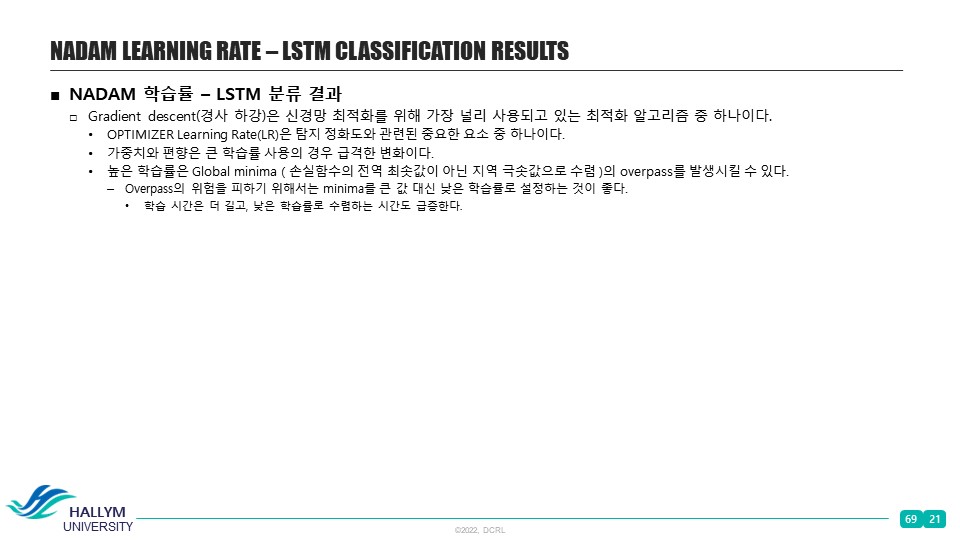 NADAM LEARNING RATE – LSTM CLASSIFICATION RESULTS
■ NADAM 학습률 – LSTM 분류 결과
□ Gradient descent(경사 하강)은 신경망 최적화를 위해 가장 널리 사용되고 있는 최적화 알고리즘 중 하나이다.
• OPTIMIZER Learning Rate(LR)은 탐지 정확도와 관련된 중요한 요소 중 하나이다.
• 가중치와 편향은 큰 학습률 사용의 경우 급격한 변화이다.
• 높은 학습률은 Global minima ( 손실함수의 전역 최솟값이 아닌 지역 극솟값으로 수렴 )의 overpass를 발생시킬 수 있다.
– Overpass의 위험을 피하기 위해서는 minima를 큰 값 대신 낮은 학습률로 설정하는 것이 좋다.
• 학습 시간은 더 길고, 낮은 학습률로 수렴하는 시간도 급증한다.
HALLYM
UNIVERSITY
©2022, DCRL
69 21